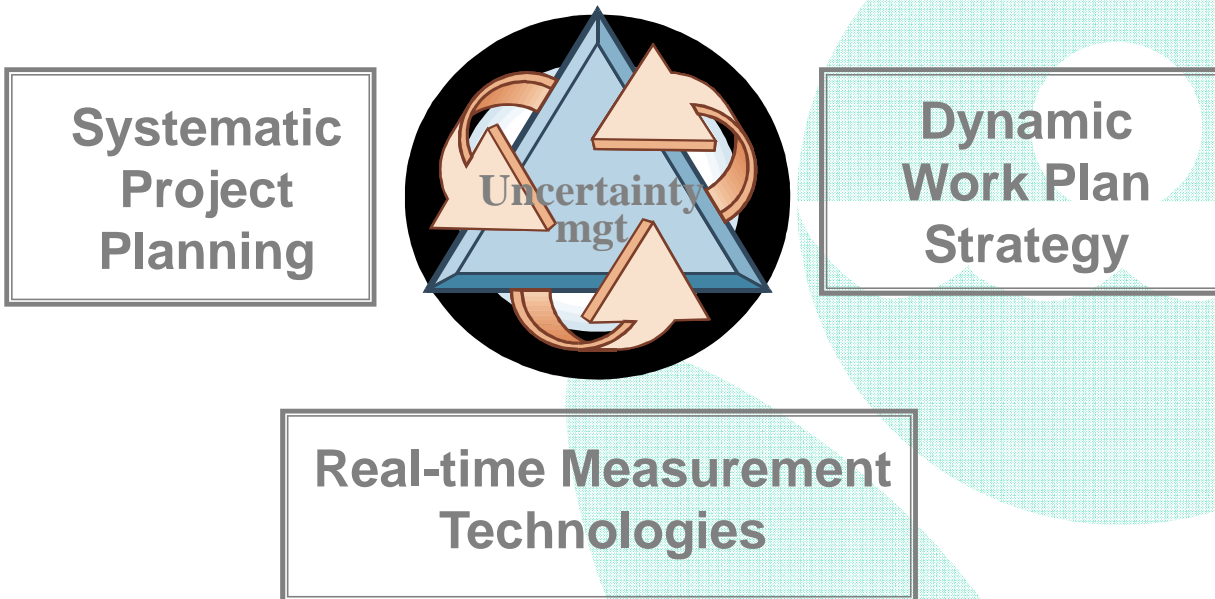 Systematic
Project
Planning
Uncertainty
mgt
Dynamic
Work Plan
Strategy
Real-time Measurement
Technologies